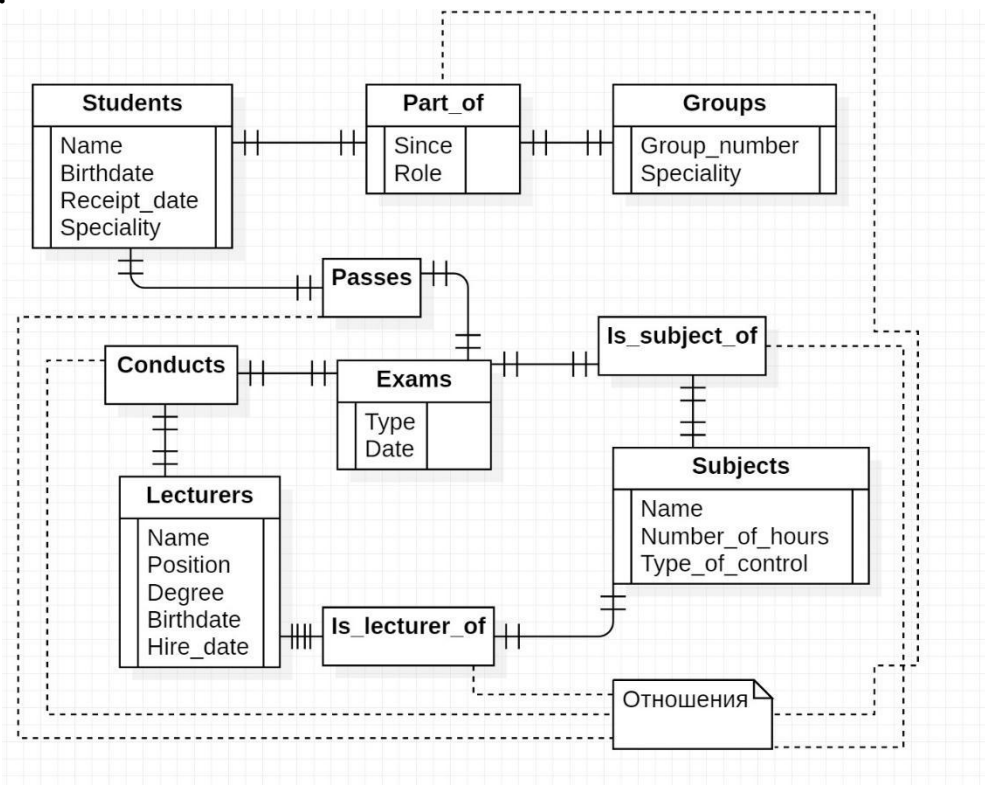 Students
Name
Birthdate
Receipt_date
Speciality
Part_of
Since
Role
Groups
Group_number
Speciality
Passes
Conducts
Exams
Type
Date
Is_subject_of
Lecturers
Name
Position
Degree
Birthdate
Hire_date
Subjects
Name
Number_of_hours
Type_of_control
Is_lecturer_of
Отношения